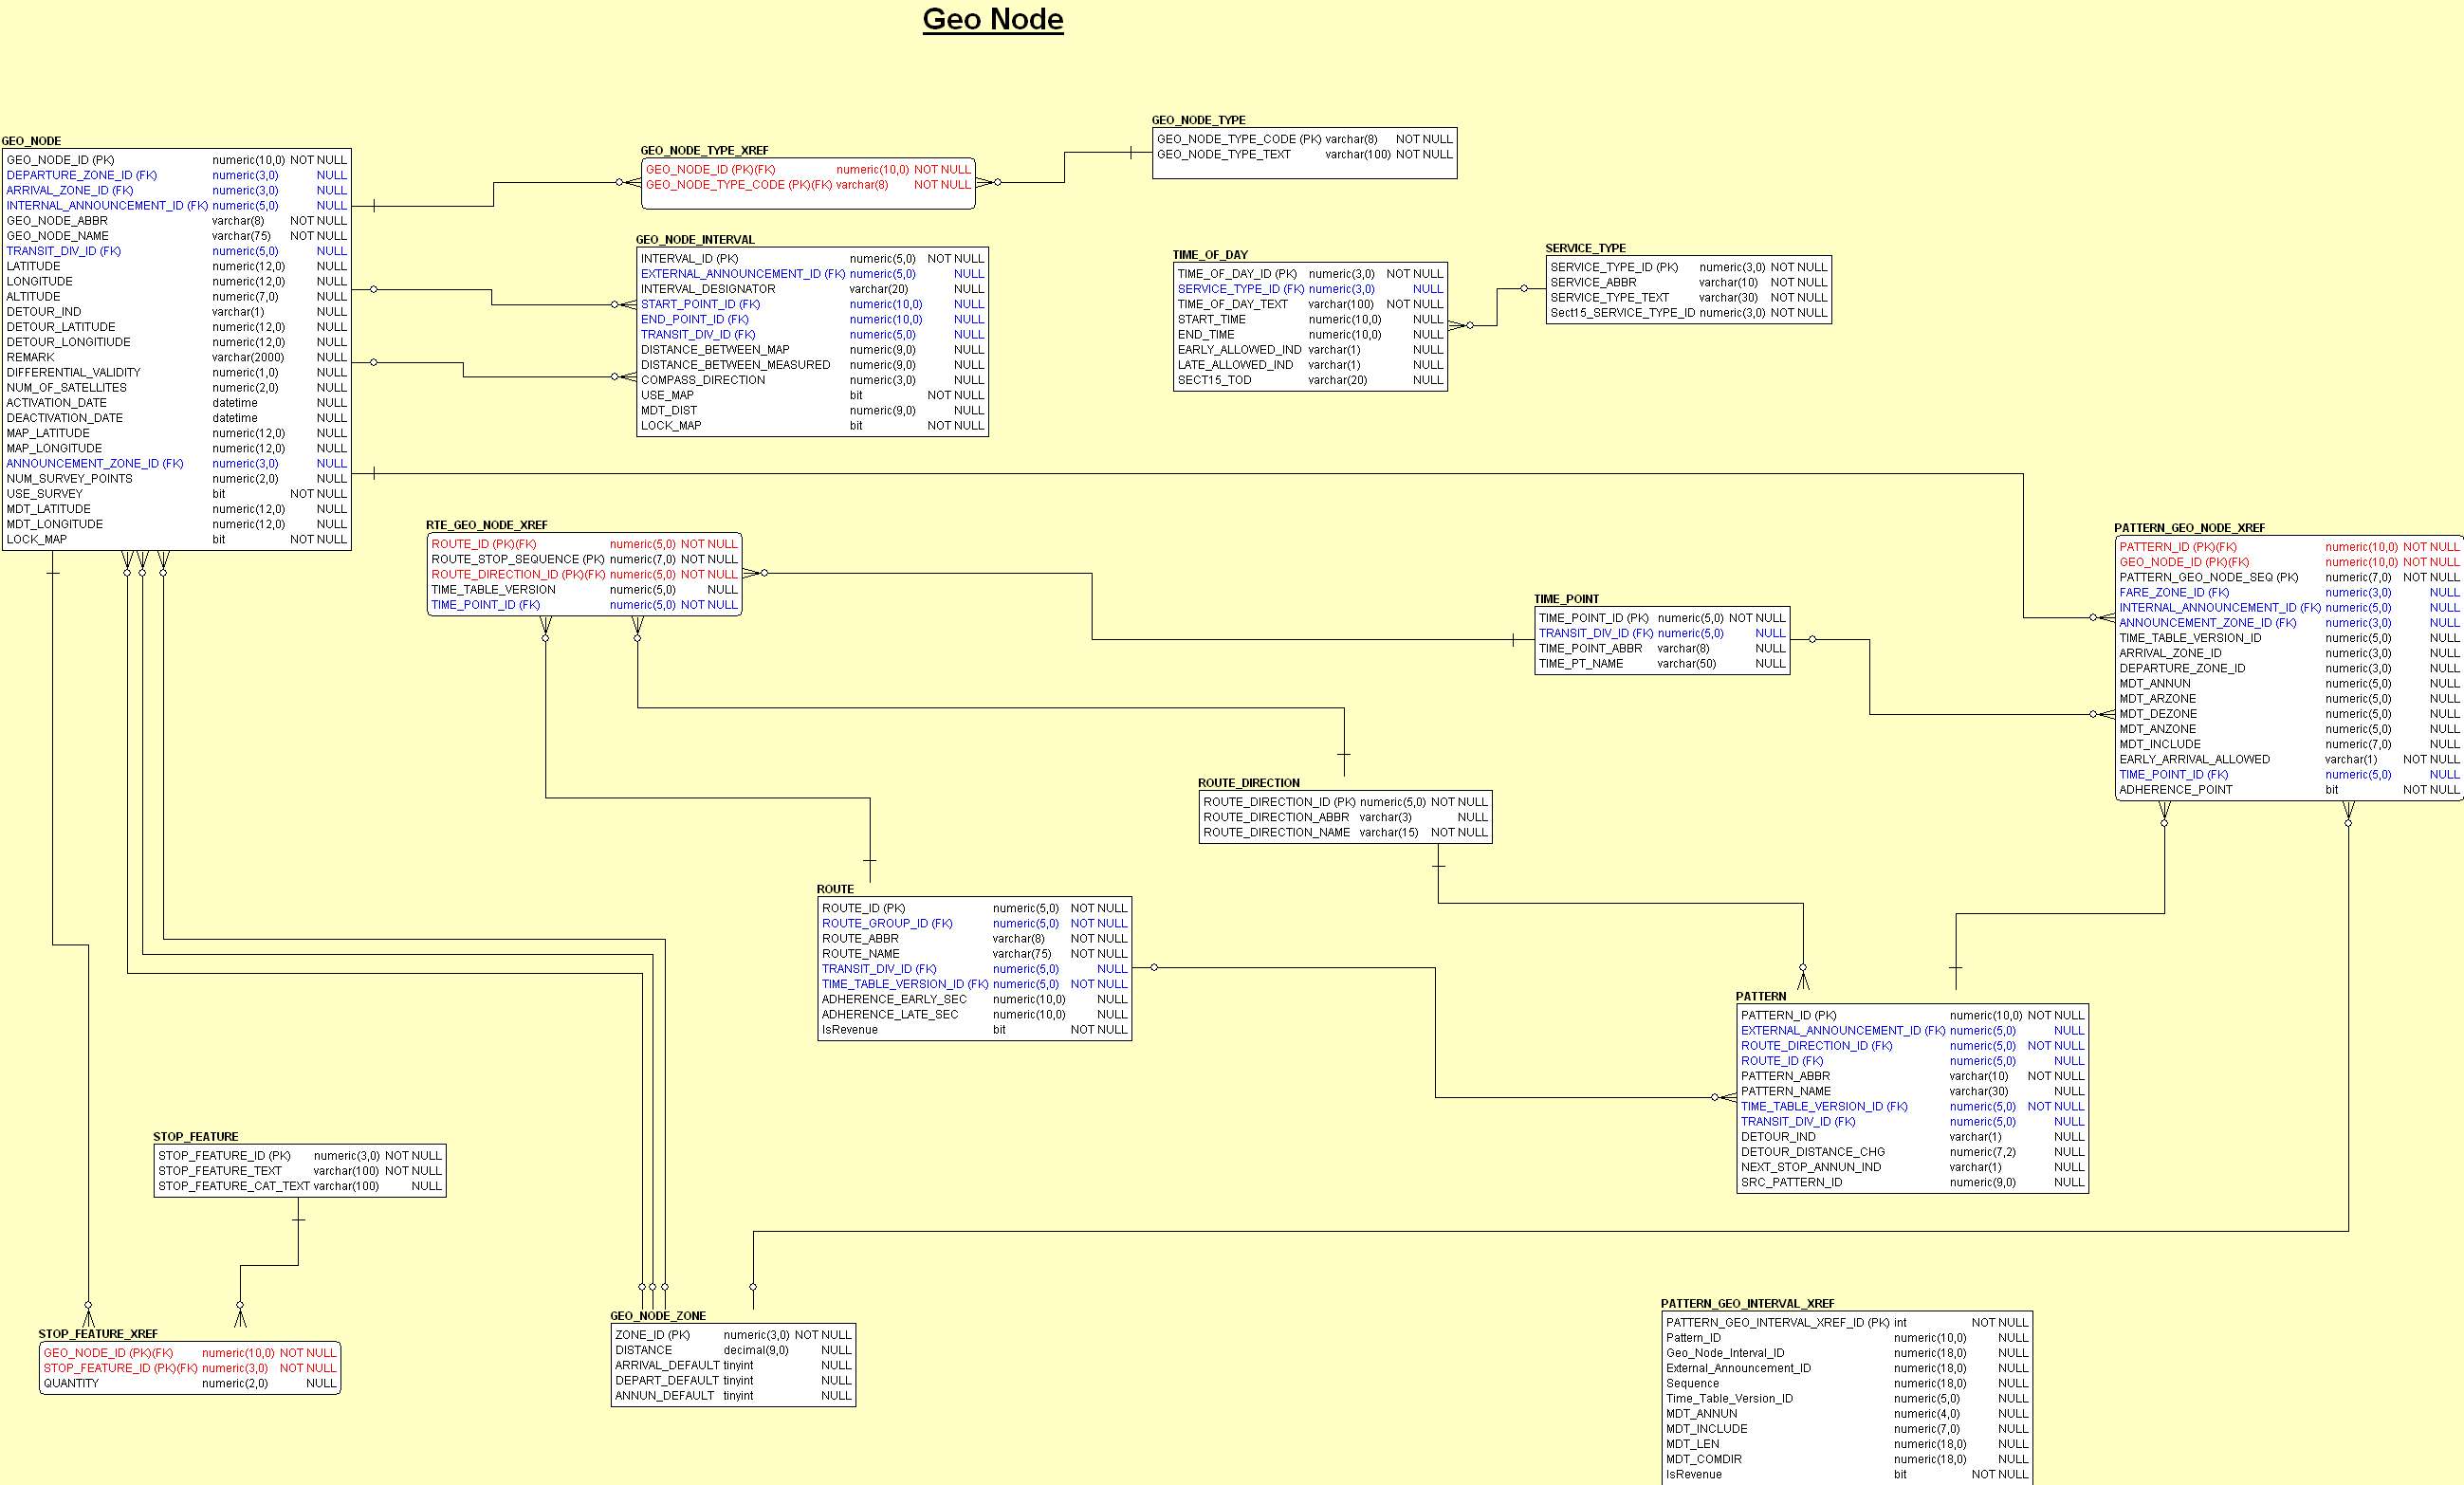 Geo Node
GEO_NODE
GEO_NODE_ID (PK) numeric(10,0) NOT NULL
DEPARTURE_ZONE_ID (FK) numeric(3,0) NULL
ARRIVAL_ZONE_ID (FK) numeric(3,0) NULL
INTERNAL_ANNOUNCEMENT_ID (FK) numeric(5,0) NULL
GEO_NODE_ABBR varchar(8) NOT NULL
GEO_NODE_NAME varchar(75) NOT NULL
TRANSIT_DIV_ID (FK) numeric(5,0) NULL
LATITUDE numeric(12,0) NULL
LONGITUDE numeric(12,0) NULL
ALTITUDE numeric(7,0) NULL
DETOUR_IND varchar(1) NULL
DETOUR_LATITUDE numeric(12,0) NULL
DETOUR_LONGITIUDE numeric(12,0) NULL
REMARK varchar(2000) NULL
DIFFERENTIAL_VALIDITY numeric(1,0) NULL
NUM_OF_SATELLITES numeric(2,0) NULL
ACTIVATION_DATE datetime NULL
DEACTIVATION_DATE datetime NULL
MAP_LATITUDE numeric(12,0) NULL
MAP_LONGITUDE numeric(12,0) NULL
ANNOUNCEMENT_ZONE_ID (FK) numeric(3,0) NULL
NUM_SURVEY_POINTS numeric(2,0) NULL
USE_SURVEY bit NOT NULL
MDT_LATITUDE numeric(12,0) NULL
MDT_LONGITUDE numeric(12,0) NULL
LOCK_MAP bit NOT NULL
GEO_NODE_TYPE_XREF
GEO_NODE_ID (PK)(FK) numeric(10,0) NOT NULL
GEO_NODE_TYPE_CODE (PK)(FK) varchar(8) NOT NULL
GEO_NODE_TYPE
GEO_NODE_TYPE_CODE (PK) varchar(8) NOT NULL
GEO_NODE_TYPE_TEXT varchar(100) NOT NULL
GEO_NODE_INTERVAL
INTERVAL_ID (PK) numeric(5,0) NOT NULL
EXTERNAL_ANNOUNCEMENT_ID (FK) numeric(5,0) NULL
INTERVAL_DESIGNATOR varchar(20) NULL
START_POINT_ID (FK) numeric(10,0) NULL
END_POINT_ID (FK) numeric(10,0) NULL
TRANSIT_DIV_ID (FK) numeric(5,0) NULL
DISTANCE_BETWEEN_MAP numeric(9,0) NULL
DISTANCE_BETWEEN_MEASURED numeric(9,0) NULL
COMPASS_DIRECTION numeric(3,0) NULL
USE_MAP bit NOT NULL
MDT_DIST numeric(9,0) NULL
LOCK_MAP bit NOT NULL
TIME_OF_DAY
TIME_OF_DAY_ID (PK) numeric(3,0) NOT NULL
SERVICE_TYPE_ID (FK) numeric(3,0) NULL
TIME_OF_DAY_TEXT varchar(100) NOT NULL
START_TIME numeric(10,0) NULL
END_TIME numeric(10,0) NULL
EARLY_ALLOWED_IND varchar(1) NULL
LATE_ALLOWED_IND varchar(1) NULL
SECT15_TOD varchar(20) NULL
SERVICE_TYPE
SERVICE_TYPE_ID (PK) numeric(3,0) NOT NULL
SERVICE_ABBR varchar(10) NOT NULL
SERVICE_TYPE_TEXT varchar(30) NOT NULL
Sect15_SERVICE_TYPE_ID numeric(3,0) NOT NULL
RTE_GEO_NODE_XREF
ROUTE_ID (PK)(FK) numeric(5,0) NOT NULL
ROUTE_STOP_SEQUENCE (PK) numeric(7,0) NOT NULL
ROUTE_DIRECTION_ID (PK)(FK) numeric(5,0) NOT NULL
TIME_TABLE_VERSION numeric(5,0) NULL
TIME_POINT_ID (FK) numeric(5,0) NOT NULL
TIME_POINT
TIME_POINT_ID (PK) numeric(5,0) NOT NULL
TRANSIT_DIV_ID (FK) numeric(5,0) NULL
TIME_POINT_ABBR varchar(8) NULL
TIME_PT_NAME varchar(50) NULL
PATTERN_GEO_NODE_XREF
PATTERN_ID (PK)(FK) numeric(10,0) NOT NULL
GEO_NODE_ID (PK)(FK) numeric(10,0) NOT NULL
PATTERN_GEO_NODE_SEQ (PK) numeric(7,0) NOT NULL
FARE_ZONE_ID (FK) numeric(3,0) NULL
INTERNAL_ANNOUNCEMENT_ID (FK) numeric(5,0) NULL
ANNOUNCEMENT_ZONE_ID (FK) numeric(3,0) NULL
TIME_TABLE_VERSION_ID numeric(5,0) NULL
ARRIVAL_ZONE_ID numeric(3,0) NULL
DEPARTURE_ZONE_ID numeric(3,0) NULL
MDT_ANNUN numeric(5,0) NULL
MDT_ARZONE numeric(5,0) NULL
MDT_DEZONE numeric(5,0) NULL
MDT_ANZONE numeric(5,0) NULL
MDT_INCLUDE numeric(7,0) NULL
EARLY_ARRIVAL_ALLOWED varchar(1) NOT NULL
TIME_POINT_ID (FK) numeric(5,0) NULL
ADHERENCE_POINT bit NOT NULL
ROUTE_DIRECTION
ROUTE_DIRECTION_ID (PK) numeric(5,0) NOT NULL
ROUTE_DIRECTION_ABBR varchar(3) NULL
ROUTE_DIRECTION_NAME varchar(15) NOT NULL
ROUTE
ROUTE_ID (PK) numeric(5,0) NOT NULL
ROUTE_GROUP_ID (FK) numeric(5,0) NOT NULL
ROUTE_ABBR varchar(8) NOT NULL
ROUTE_NAME varchar(75) NOT NULL
TRANSIT_DIV_ID (FK) numeric(5,0) NULL
TIME_TABLE_VERSION_ID (FK) numeric(5,0) NOT NULL
ADHERENCE_EARLY_SEC numeric(10,0) NULL
ADHERENCE_LATE_SEC numeric(10,0) NULL
IsRevenue bit NOT NULL
PATTERN
PATTERN_ID (PK) numeric(10,0) NOT NULL
EXTERNAL_ANNOUNCEMENT_ID (FK) numeric(5,0) NULL
ROUTE_DIRECTION_ID (FK) numeric(5,0) NOT NULL
ROUTE_ID (FK) numeric(5,0) NULL
PATTERN_ABBR varchar(10) NOT NULL
PATTERN_NAME varchar(30) NULL
TIME_TABLE_VERSION_ID (FK) numeric(5,0) NOT NULL
TRANSIT_DIV_ID (FK) numeric(5,0) NULL
DETOUR_IND varchar(1) NULL
DETOUR_DISTANCE_CHG numeric(7,2) NULL
NEXT_STOP_ANNUN_IND varchar(1) NULL
SRC_PATTERN_ID numeric(9,0) NULL
STOP_FEATURE
STOP_FEATURE_ID (PK) numeric(3,0) NOT NULL
STOP_FEATURE_TEXT varchar(100) NOT NULL
STOP_FEATURE_CAT_TEXT varchar(100) NULL
STOP_FEATURE_XREF
GEO_NODE_ID (PK)(FK) numeric(10,0) NOT NULL
STOP_FEATURE_ID (PK)(FK) numeric(3,0) NOT NULL
QUANTITY numeric(2,0) NULL
GEO_NODE_ZONE
ZONE_ID (PK) numeric(3,0) NOT NULL
DISTANCE decimal(9,0) NULL
ARRIVAL_DEFAULT tinyint NULL
DEPART_DEFAULT tinyint NULL
ANNUN_DEFAULT tinyint NULL
PATTERN_GEO_INTERVAL_XREF
PATTERN_GEO_INTERVAL_XREF_ID (PK) int NOT NULL
Pattern_ID numeric(10,0) NULL
Geo_Node_Interval_ID numeric(18,0) NULL
External_Announcement_ID numeric(18,0) NULL
Sequence numeric(18,0) NULL
Time_Table_Version_ID numeric(5,0) NULL
MDT_ANNUN numeric(4,0) NULL
MDT_INCLUDE numeric(7,0) NULL
MDT_LEN numeric(18,0) NULL
MDT_COMDIR numeric(18,0) NULL
IsRevenue bit NOT NULL